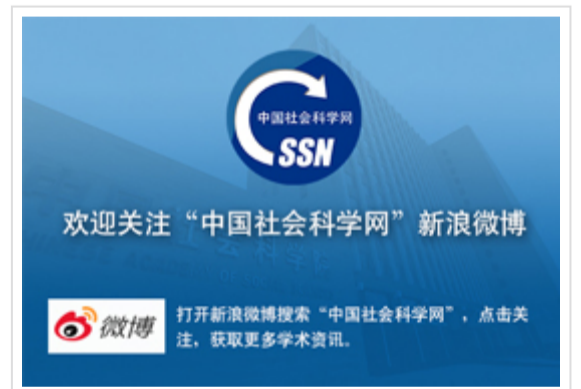 中国社会科学网
SSN
欢迎关注“中国社会科学网”新浪微博
微博
打开新浪微博搜索“中国社会科学网”，点击关
注，获取更多学术资讯。